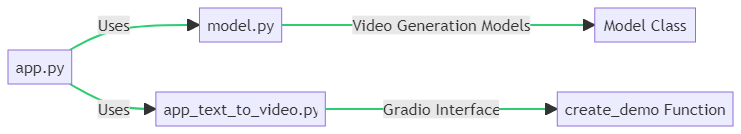 Uses
model.py
Video Generation Models
Model Class
app.py
Uses
app_text_to_video.py
Gradio Interface
create_demo Function